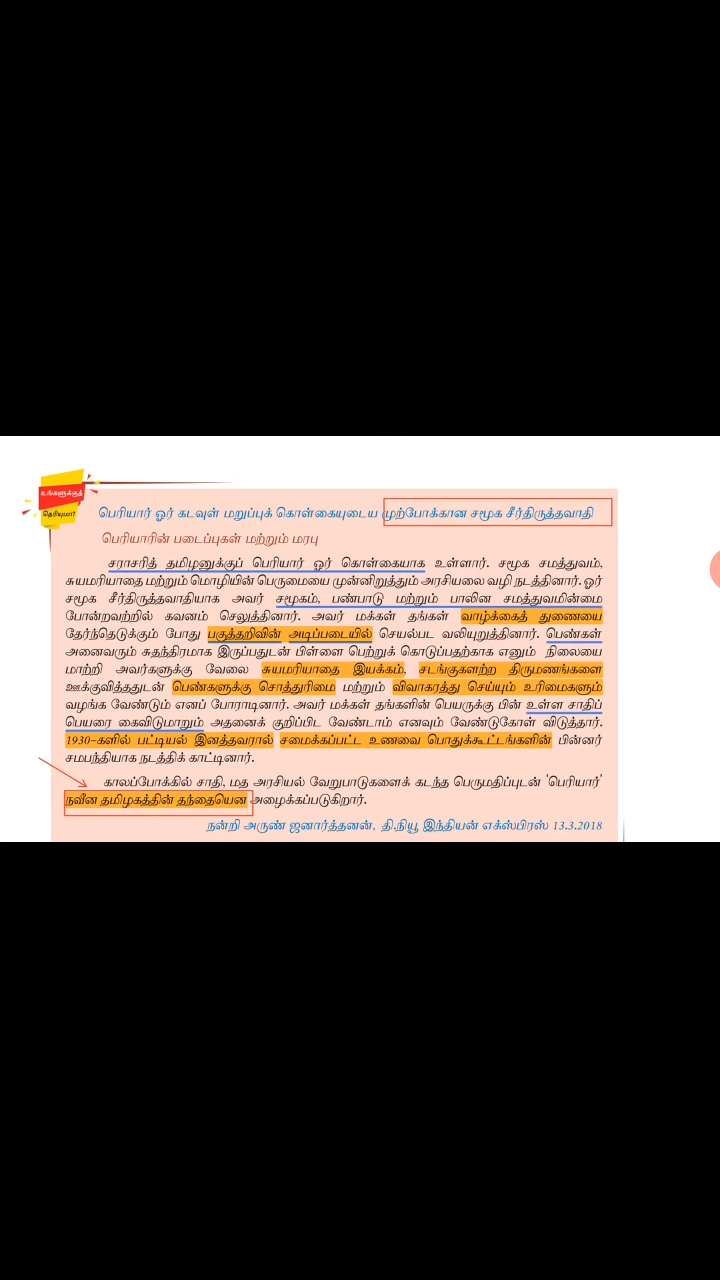 உங்களுக்குத்
தெரியுமா?
பெரியார் ஓர் கடவுள் மறுப்புக் கொள்கையுடைய முற்போக்கான சமூக சீர்திருத்தவாதி
பெரியாரின் படைப்புகள் மற்றும் மரபு
சராசரித் தமிழனுக்குப் பெரியார் ஓர் கொள்கையாக உள்ளார். சமூக சமத்துவம்,
சுயமரியாதை மற்றும் மொழியின் பெருமையை முன்னிறுத்தும் அரசியலை வழி நடத்தினார். ஓர்
சமூக சீர்திருத்தவாதியாக அவர் சமூகம், பண்பாடு மற்றும் பாலின சமத்துவமின்மை
போன்றவற்றில் கவனம் செலுத்தினார். அவர் மக்கள் தங்கள் வாழ்க்கைத் துணையை
தேர்ந்தெடுக்கும் போது பகுத்தறிவின் அடிப்படையில் செயல்பட வலியுறுத்தினார். பெண்கள்
அனைவரும் சுதந்திரமாக இருப்பதுடன் பிள்ளை பெற்றுக் கொடுப்பதற்காக எனும் நிலையை
மாற்றி அவர்களுக்கு வேலை சுயமரியாதை இயக்கம், சடங்குகளற்ற திருமணங்களை
ஊக்குவித்ததுடன் பெண்களுக்கு சொத்துரிமை மற்றும் விவாகரத்து செய்யும் உரிமைகளும்
வழங்க வேண்டும் எனப் போராடினார். அவர் மக்கள் தங்களின் பெயருக்கு பின் உள்ள சாதிப்
பெயரை கைவிடுமாறும் அதனைக் குறிப்பிட வேண்டாம் எனவும் வேண்டுகோள் விடுத்தார்.
1930-களில் பட்டியல் இனத்தவரால் சமைக்கப்பட்ட உணவை பொதுக்கூட்டங்களின் பின்னர்
சமபந்தியாக நடத்திக் காட்டினார்.
காலப்போக்கில் சாதி, மத அரசியல் வேறுபாடுகளைக் கடந்த பெருமதிப்புடன் 'பெரியார்'
நவீன தமிழகத்தின் தந்தையென அழைக்கப்படுகிறார்.
நன்றி அருண் ஜனார்த்தனன், தி.நியூ இந்தியன் எக்ஸ்பிரஸ் 13.3.2018